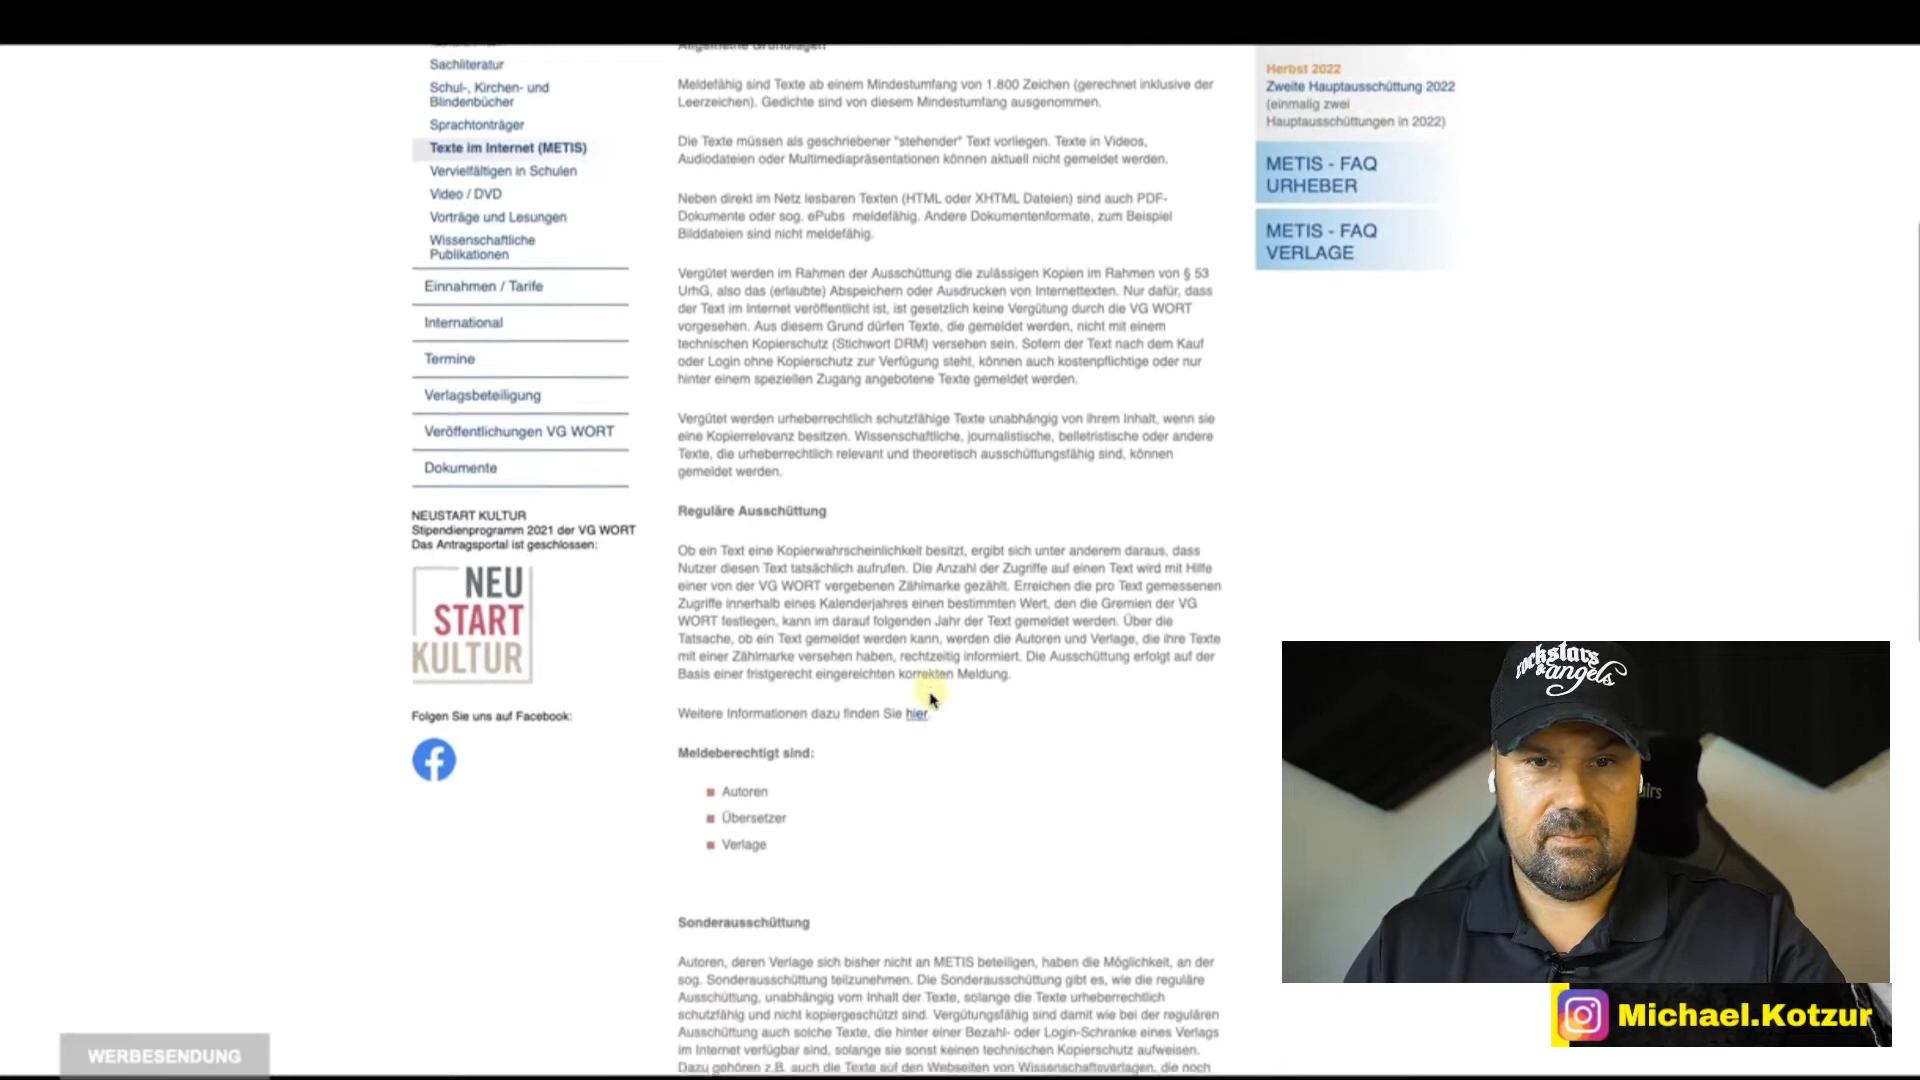 Allgemeine Grundlagen
Sachliteratur
Schul-, Kirchen- und
Blindenbücher
Sprachtonträger
Texte im Internet (METIS)
Vervielfältigen in Schulen
Video / DVD
Vorträge und Lesungen
Wissenschaftliche
Publikationen
Einnahmen / Tarife
International
Termine
Verlagsbeteiligung
Veröffentlichungen VG WORT
Dokumente
NEUSTART KULTUR
Stipendienprogramm 2021 der VG WORT
Das Antragsportal ist geschlossen:
NEU
START
KULTUR
Folgen Sie uns auf Facebook:
Meldefähig sind Texte ab einem Mindestumfang von 1.800 Zeichen (gerechnet inklusive der
Leerzeichen). Gedichte sind von diesem Mindestumfang ausgenommen.
Die Texte müssen als geschriebener "stehender" Text vorliegen. Texte in Videos,
Audiodateien oder Multimediapräsentationen können aktuell nicht gemeldet werden.
Neben direkt im Netz lesbaren Texten (HTML oder XHTML Dateien) sind auch PDF-
Dokumente oder sog. ePubs meldefähig. Andere Dokumentenformate, zum Beispiel
Bilddateien sind nicht meldefähig.
Vergütet werden im Rahmen der Ausschüttung die zulässigen Kopien im Rahmen von § 53
UrhG, also das (erlaubte) Abspeichern oder Ausdrucken von Internettexten. Nur dafür, dass
der Text im Internet veröffentlicht ist, ist gesetzlich keine Vergütung durch die VG WORT
vorgesehen. Aus diesem Grund dürfen Texte, die gemeldet werden, nicht mit einem
technischen Kopierschutz (Stichwort DRM) versehen sein. Sofern der Text nach dem Kauf
oder Login ohne Kopierschutz zur Verfügung steht, können auch kostenpflichtige oder nur
hinter einem speziellen Zugang angebotene Texte gemeldet werden.
Vergütet werden urheberrechtlich schutzfähige Texte unabhängig von ihrem Inhalt, wenn sie
eine Kopierrelevanz besitzen. Wissenschaftliche, journalistische, belletristische oder andere
Texte, die urheberrechtlich relevant und theoretisch ausschüttungsfähig sind, können
gemeldet werden.
Reguläre Ausschüttung
Ob ein Text eine Kopierwahrscheinlichkeit besitzt, ergibt sich unter anderem daraus, dass
Nutzer diesen Text tatsächlich aufrufen. Die Anzahl der Zugriffe auf einen Text wird mit Hilfe
einer von der VG WORT vergebenen Zählmarke gezählt. Erreichen die pro Text gemessenen
Zugriffe innerhalb eines Kalenderjahres einen bestimmten Wert, den die Gremien der VG
WORT festlegen, kann im darauf folgenden Jahr der Text gemeldet werden. Über die
Tatsache, ob ein Text gemeldet werden kann, werden die Autoren und Verlage, die ihre Texte
mit einer Zählmarke versehen haben, rechtzeitig informiert. Die Ausschüttung erfolgt auf der
Basis einer fristgerecht eingereichten korrekten Meldung.
Weitere Informationen dazu finden Sie hier.
Meldeberechtigt sind:
Autoren
Übersetzer
Verlage
Sonderausschüttung
Autoren, deren Verlage sich bisher nicht an METIS beteiligen, haben die Möglichkeit, an der
sog. Sonderausschüttung teilzunehmen. Die Sonderausschüttung gibt es, wie die reguläre
Ausschüttung, unabhängig vom Inhalt der Texte, solange die Texte urheberrechtlich
schutzfähig und nicht kopiergeschützt sind. Vergütungsfähig sind damit wie bei der regulären
Ausschüttung auch solche Texte, die hinter einer Bezahl- oder Login-Schranke eines Verlags
im Internet verfügbar sind, solange sie sonst keinen technischen Kopierschutz aufweisen.
Dazu gehören z.B. auch die Texte auf den Webseiten von Wissenschaftsverlagen, die noch
Herbst 2022
Zweite Hauptausschüttung 2022
(einmalig zwei
Hauptausschüttungen in 2022)
METIS - FAQ
URHEBER
METIS - FAQ
VERLAGE
rockstars
& angels
airs
Michael.Kotzur
WERBESENDUNG